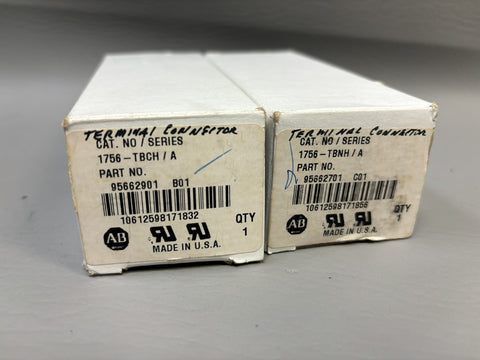 TERMINAL CONNECTOR
CAT. NO / SERIES
1756-TBCH / A
PART NO.
95662901 B01
10612598171832
QTY
1
AB
MADE IN U.S.A.
TERMINAL CONNECTOR
CAT. NO / SERIES
1756-TBNH / A
PART NO.
95662701 C01
10612598171856
QTY
1
AB
MADE IN U.S.A.